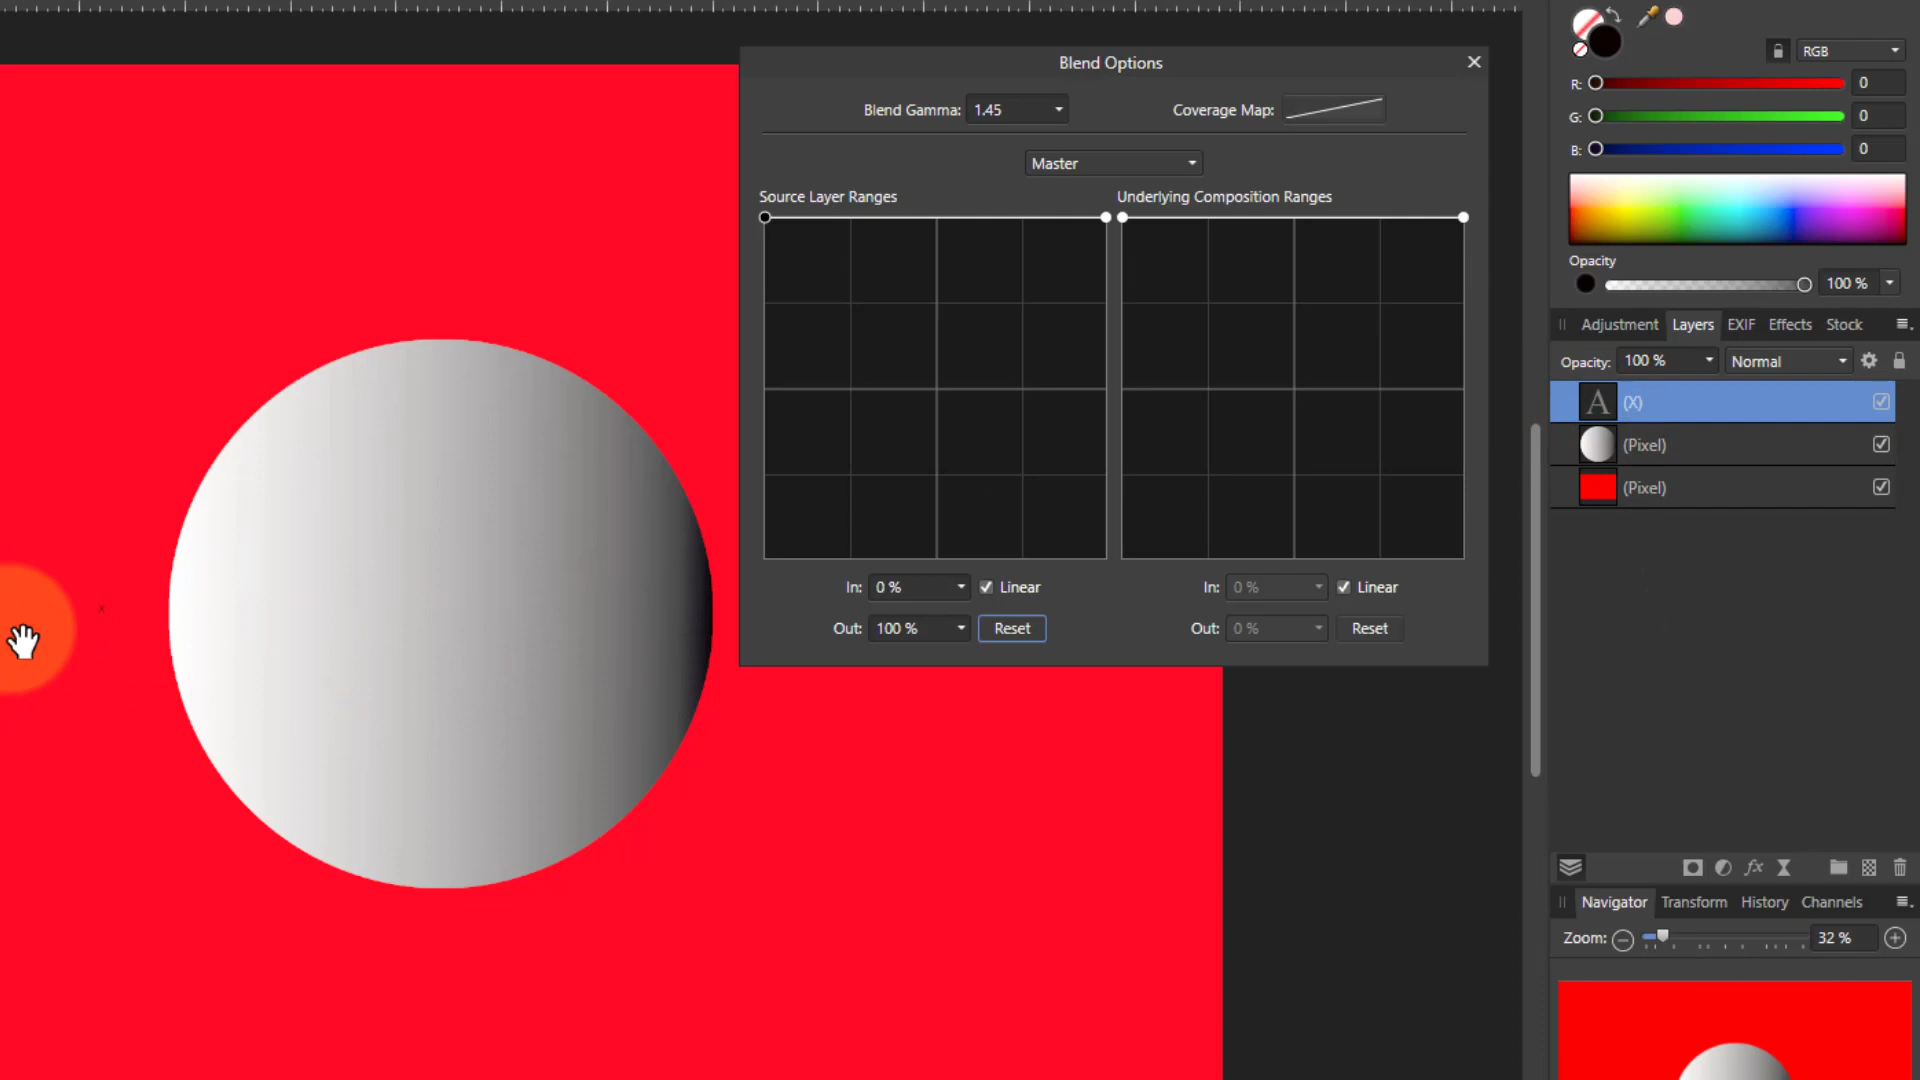 Blend Options
Blend Gamma: 1.45
Coverage Map:
Master
Source Layer Ranges
Underlying Composition Ranges
In: 0 %
Linear
In: 0 %
Linear
Out: 100 %
Reset
Out: 0 %
Reset
x
RGB
R: 0
G: 0
B: 0
Opacity
100 %
Adjustment Layers EXIF Effects Stock
Opacity: 100 % Normal
A (X)
(Pixel)
(Pixel)
fx
Navigator Transform History Channels
Zoom: 32 %